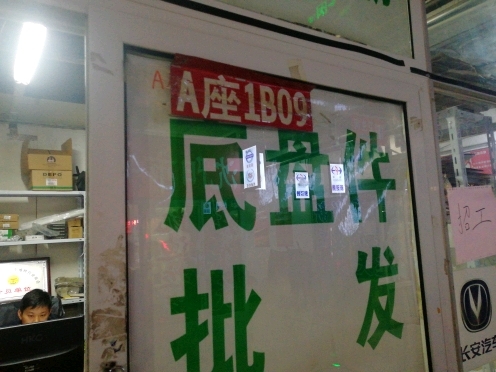 A座1B09
底盘件
批发
招工
长安汽车